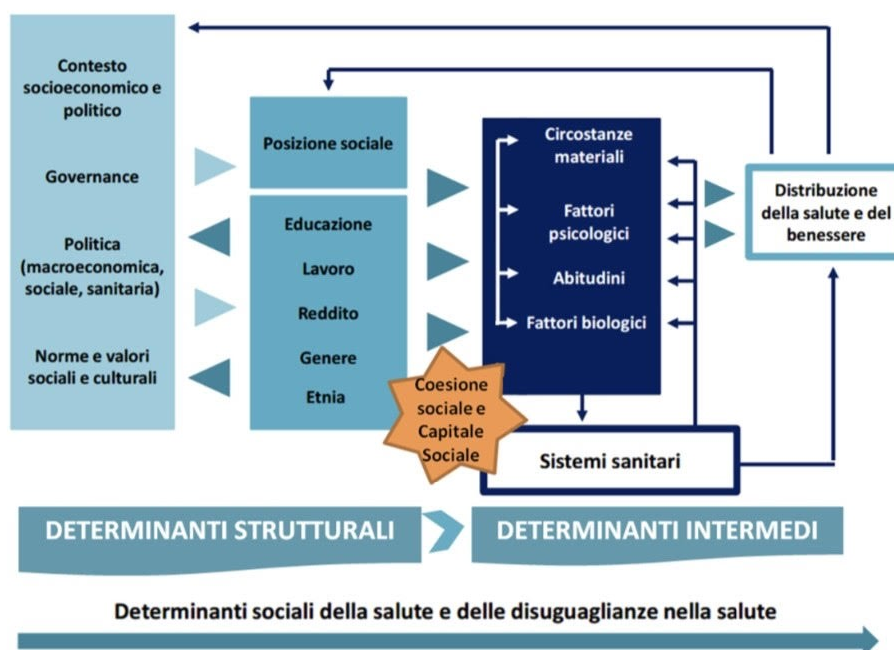 Contesto
socioeconomico e
politico
Governance
Politica
(macroeconomica,
sociale, sanitaria)
Norme e valori
sociali e culturali
Posizione sociale
Educazione
Lavoro
Reddito
Genere
Etnia
Coesione
sociale e
Capitale
Sociale
Circostanze
materiali
Fattori
psicologici
Abitudini
Fattori biologici
Sistemi sanitari
Distribuzione
della salute e del
benessere
DETERMINANTI STRUTTURALI
DETERMINANTI INTERMEDI
Determinanti sociali della salute e delle disuguaglianze nella salute